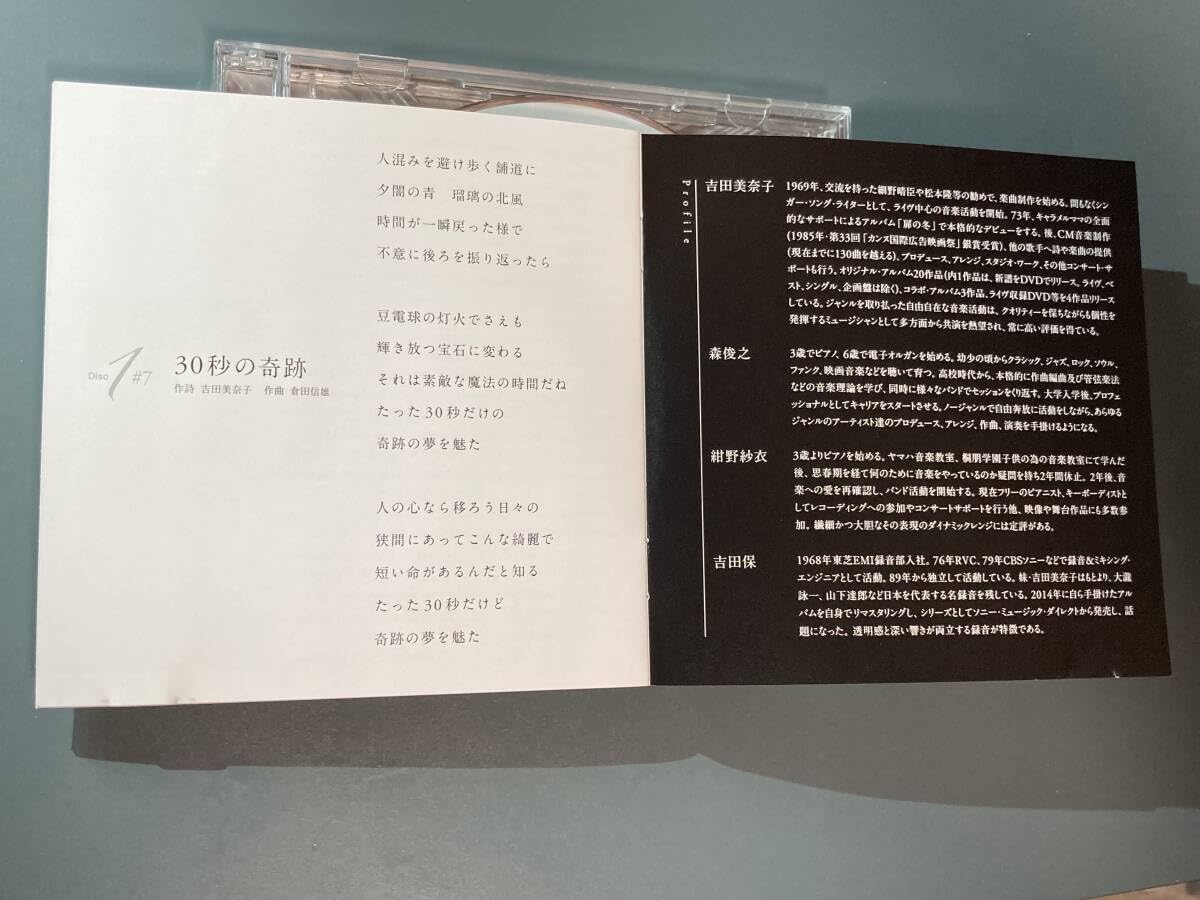 Disc 1 #7
30秒の奇跡
作詩 吉田美奈子 作曲 倉田信雄
人混みを避け歩く舗道に
夕闇の青 瑠璃の北風
時間が一瞬戻った様で
不意に後ろを振り返ったら
豆電球の灯火でさえも
輝き放つ宝石に変わる
それは素敵な魔法の時間だね
たった30秒だけの
奇跡の夢を魅た
人の心なら移ろう日々の
狭間にあってこんな綺麗で
短い命があるんだと知る
たった30秒だけど
奇跡の夢を魅た
Profile
吉田美奈子
1969年、交流を持った細野晴臣や松本隆等の勧めで、楽曲制作を始める。間もなくシン
ガー・ソング・ライターとして、ライヴ中心の音楽活動を開始。73年、キャラメルママの全面
的なサポートによるアルバム「扉の冬」で本格的なデビューをする。後、CM音楽制作
(1985年・第33回「カンヌ国際広告映画祭」銀賞受賞)、他の歌手へ詩や楽曲の提供
(現在までに130曲を越える)、プロデュース、アレンジ、スタジオ・ワーク、その他コンサート・サ
ポートも行う。オリジナル・アルバム20作品(内1作品は、新譜をDVDでリリース。ライヴ、ベ
スト、シングル、企画盤は除く)、コラボ・アルバム3作品、ライヴ収録DVD等を4作品リリース
している。ジャンルを取り払った自由自在な音楽活動は、クオリティーを保ちながらも個性を
発揮するミュージシャンとして多方面から共演を熱望され、常に高い評価を得ている。
森俊之
3歳でピアノ、6歳で電子オルガンを始める。幼少の頃からクラシック、ジャズ、ロック、ソウル、
ファンク、映画音楽などを聴いて育つ。高校時代から、本格的に作曲編曲及び管弦楽法
などの音楽理論を学び、同時に様々なバンドでセッションをくり返す。大学入学後、プロフェ
ッショナルとしてキャリアをスタートさせる。ノージャンルで自由奔放に活動をしながら、あらゆる
ジャンルのアーティスト達のプロデュース、アレンジ、作曲、演奏を手掛けるようになる。
紺野紗衣
3歳よりピアノを始める。ヤマハ音楽教室、桐朋学園子供の為の音楽教室にて学んだ
後、思春期を経て何のために音楽をやっているのか疑問を持ち2年間休止。2年後、音
楽への愛を再確認し、バンド活動を開始する。現在フリーのピアニスト、キーボーディストと
してレコーディングへの参加やコンサートサポートを行う他、映像や舞台作品にも多数参
加。繊細かつ大胆なその表現のダイナミックレンジには定評がある。
吉田保
1968年東芝EMI録音部入社。76年RVC、79年CBSソニーなどで録音&ミキシング・
エンジニアとして活動。89年から独立して活動している。妹・吉田美奈子はもとより、大瀧
詠一、山下達郎など日本を代表する名録音を残している。2014年に自ら手掛けたアル
バムを自身でリマスタリングし、シリーズとしてソニー・ミュージック・ダイレクトから発売し、話
題になった。透明感と深い響きが両立する録音が特徴である。